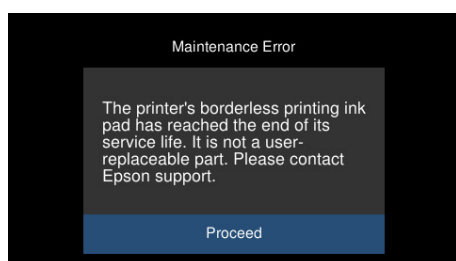 Maintenance Error
The printer's borderless printing ink
pad has reached the end of its
service life. It is not a user-
replaceable part. Please contact
Epson support.
Proceed